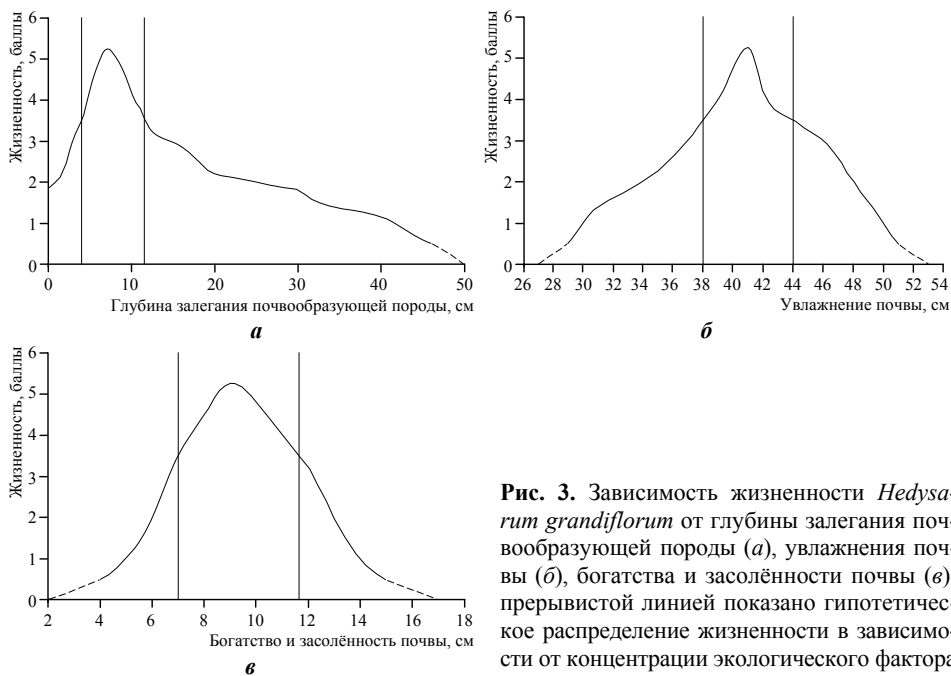 Жизненность, баллы
6
5
4
3
2
1
0
0 10 20 30 40 50
Глубина залегания почвообразующей породы, см
а
Жизненность, баллы
6
5
4
3
2
1
0
26 28 29 30 32 34 36 38 40 42 44 46 48 50 52 54
Увлажнение почвы, см
б
Жизненность, баллы
6
5
4
3
2
1
0
2 4 6 8 10 12 14 16 18
Богатство и засолённость почвы, см
в
Рис. 3. Зависимость жизненности Hedysa-
rum grandiflorum от глубины залегания поч-
вообразующей породы (а), увлажнения поч-
вы (б), богатства и засолённости почвы (в)
прерывистой линией показано гипотетичес-
кое распределение жизненности в зависимо-
сти от концентрации экологического фактора